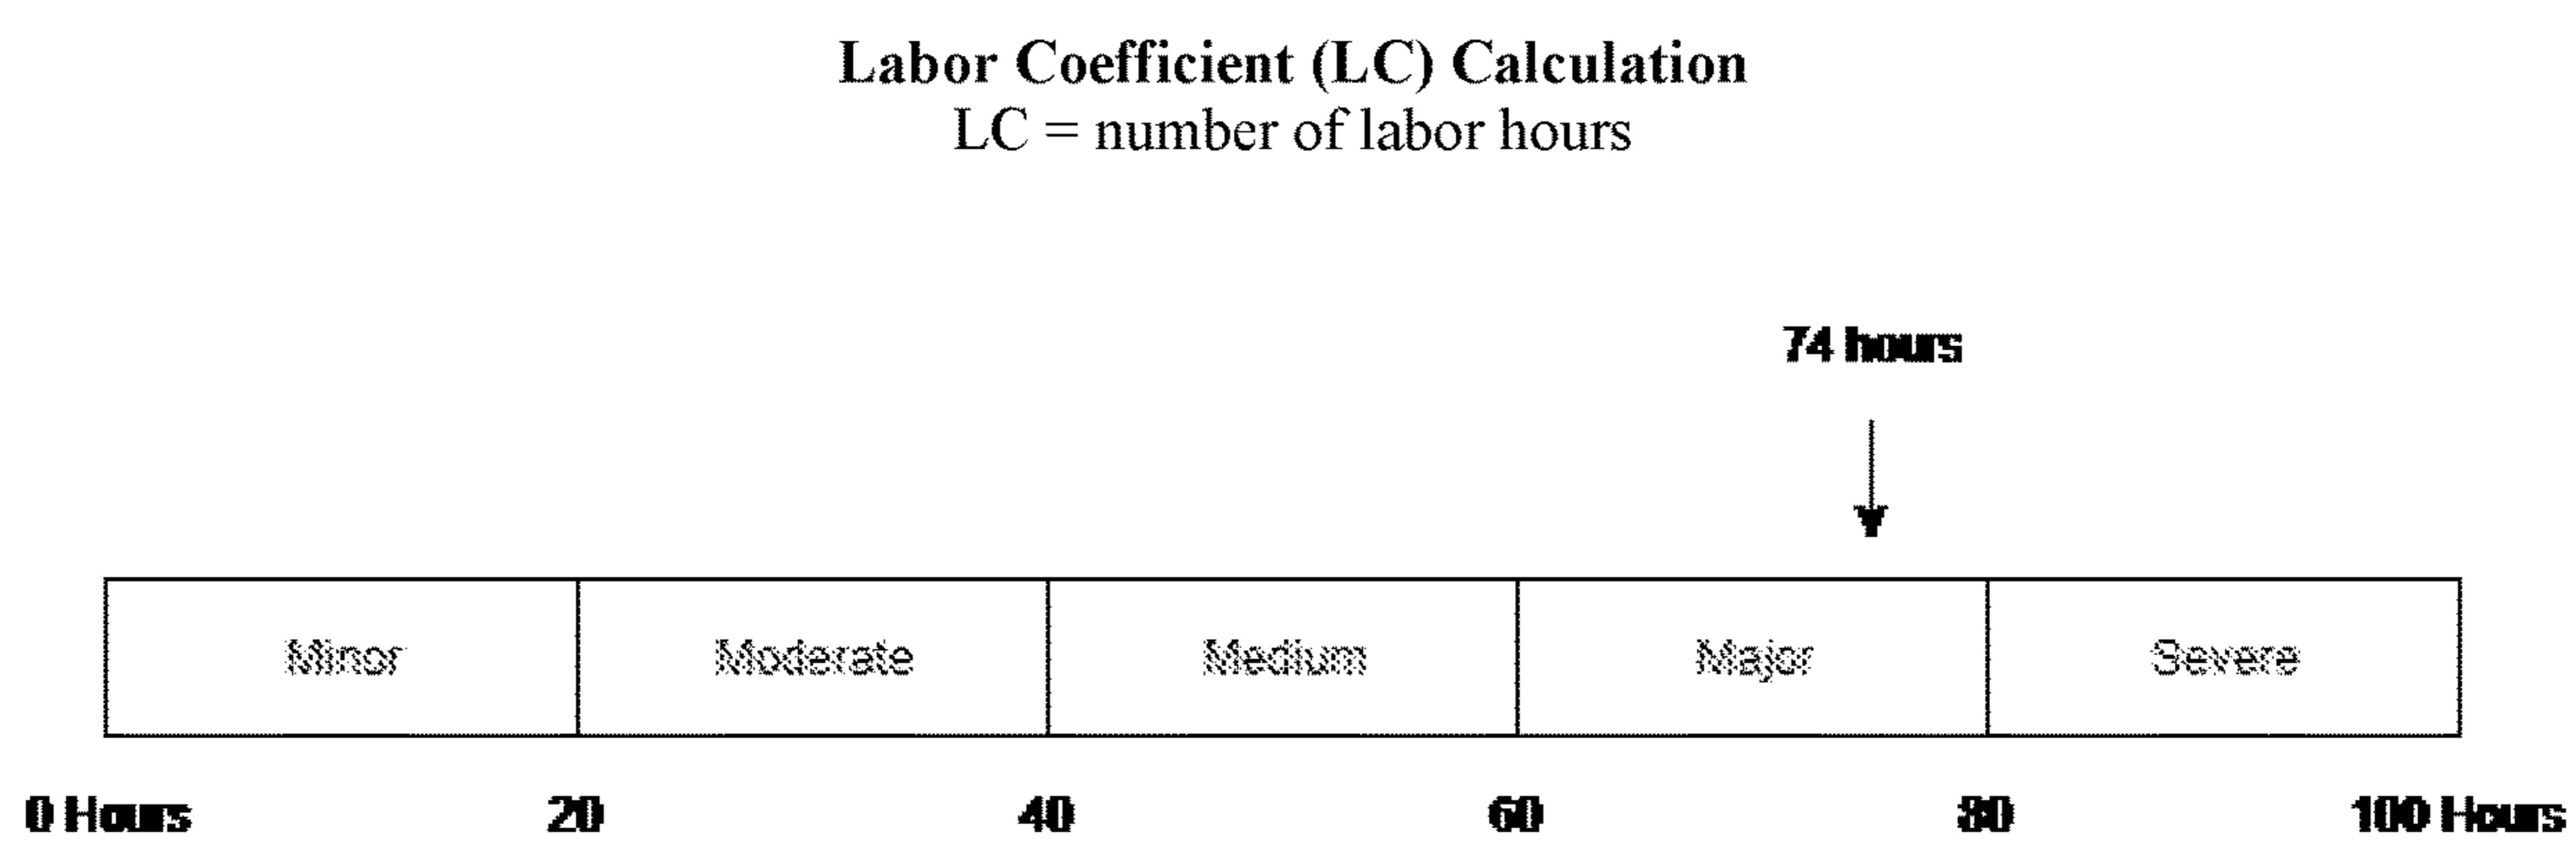 Labor Coefficient (LC) Calculation
LC = number of labor hours
74 hours
Minor Moderate Medium Major Severe
0 Hours 20 40 60 80 100 Hours